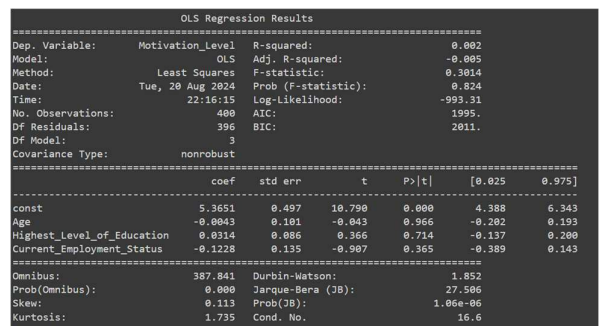 OLS Regression Results
==============================================================================
Dep. Variable: Motivation_Level R-squared: 0.002
Model: OLS Adj. R-squared: -0.005
Method: Least Squares F-statistic: 0.3014
Date: Tue, 20 Aug 2024 Prob (F-statistic): 0.824
Time: 22:16:15 Log-Likelihood: -993.31
No. Observations: 400 AIC: 1995.
Df Residuals: 396 BIC: 2011.
Df Model: 3
Covariance Type: nonrobust
==============================================================================================
coef std err t P>|t| [0.025 0.975]
----------------------------------------------------------------------------------------------
const 5.3651 0.497 10.790 0.000 4.388 6.343
Age -0.0043 0.101 -0.043 0.966 -0.202 0.193
Highest_Level_of_Education 0.0314 0.086 0.366 0.714 -0.137 0.200
Current_Employment_Status -0.1228 0.135 -0.907 0.365 -0.389 0.143
==============================================================================
Omnibus: 387.841 Durbin-Watson: 1.852
Prob(Omnibus): 0.000 Jarque-Bera (JB): 27.506
Skew: 0.113 Prob(JB): 1.06e-06
Kurtosis: 1.735 Cond. No. 16.6